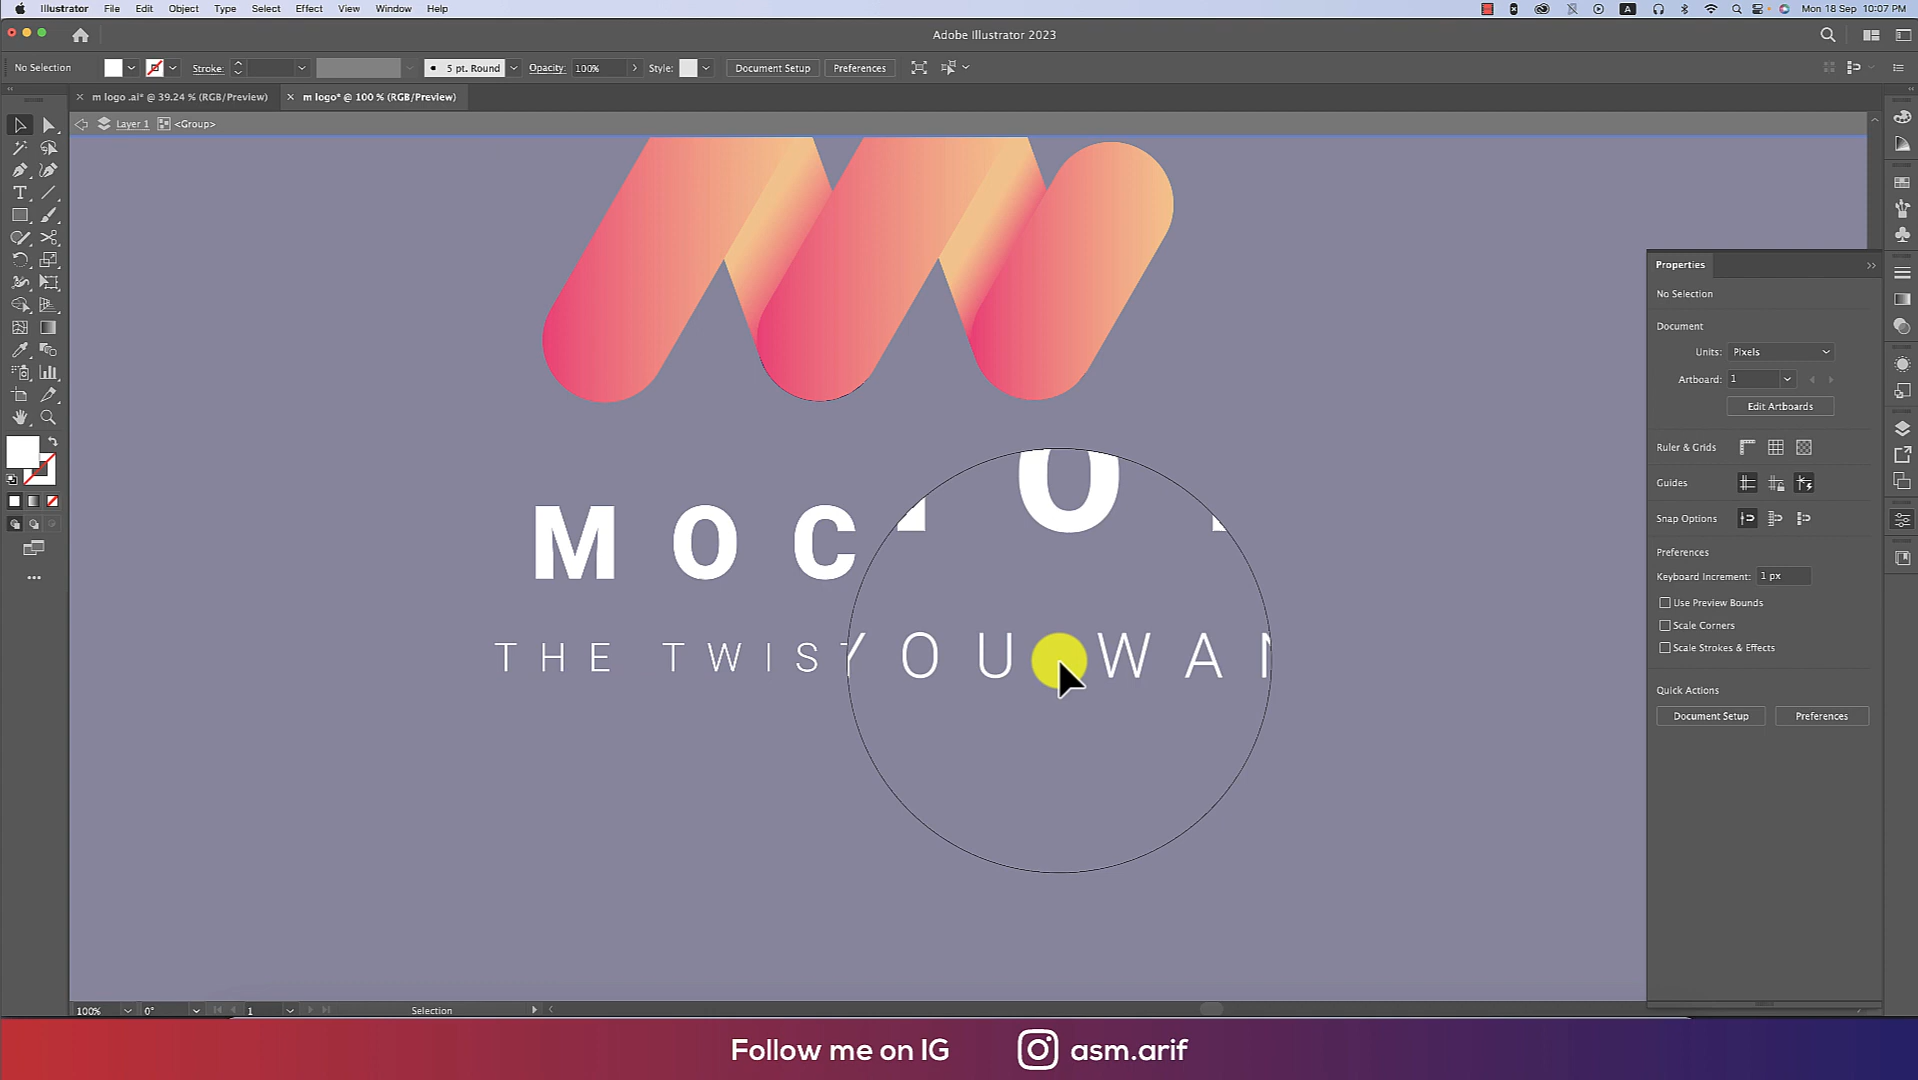 Illustrator File Edit Object Type Select Effect View Window Help A Mon 18 Sep 10:07 PM
Adobe Illustrator 2023
No Selection Stroke: 5 pt. Round Opacity: 100% Style: Document Setup Preferences
m logo .ai* @ 39.24 % (RGB/Preview) m logo* @ 100 % (RGB/Preview)
Layer 1 <Group>
Properties
No Selection
Document
Units: Pixels
Artboard: 1
Edit Artboards
Ruler & Grids
Guides
Snap Options
Preferences
Keyboard Increment: 1 px
Use Preview Bounds
Scale Corners
Scale Strokes & Effects
Quick Actions
Document Setup Preferences
O
M O C
THE TWIST YOU WAN
100% 0° 1 Selection
Follow me on IG asm.arif